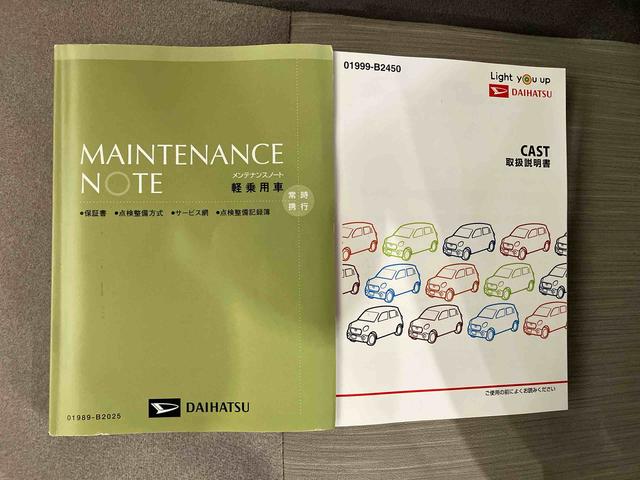 MAINTENANCE
NOTE
メンテナンスノート
軽乗用車
常時
携行
●保証書 ●点検整備方式 ●サービス網 ●点検整備記録簿
01989-B2025
DAIHATSU
01999-B2450
Light you up
DAIHATSU
CAST
取扱説明書
ご使用の前によくお読みください